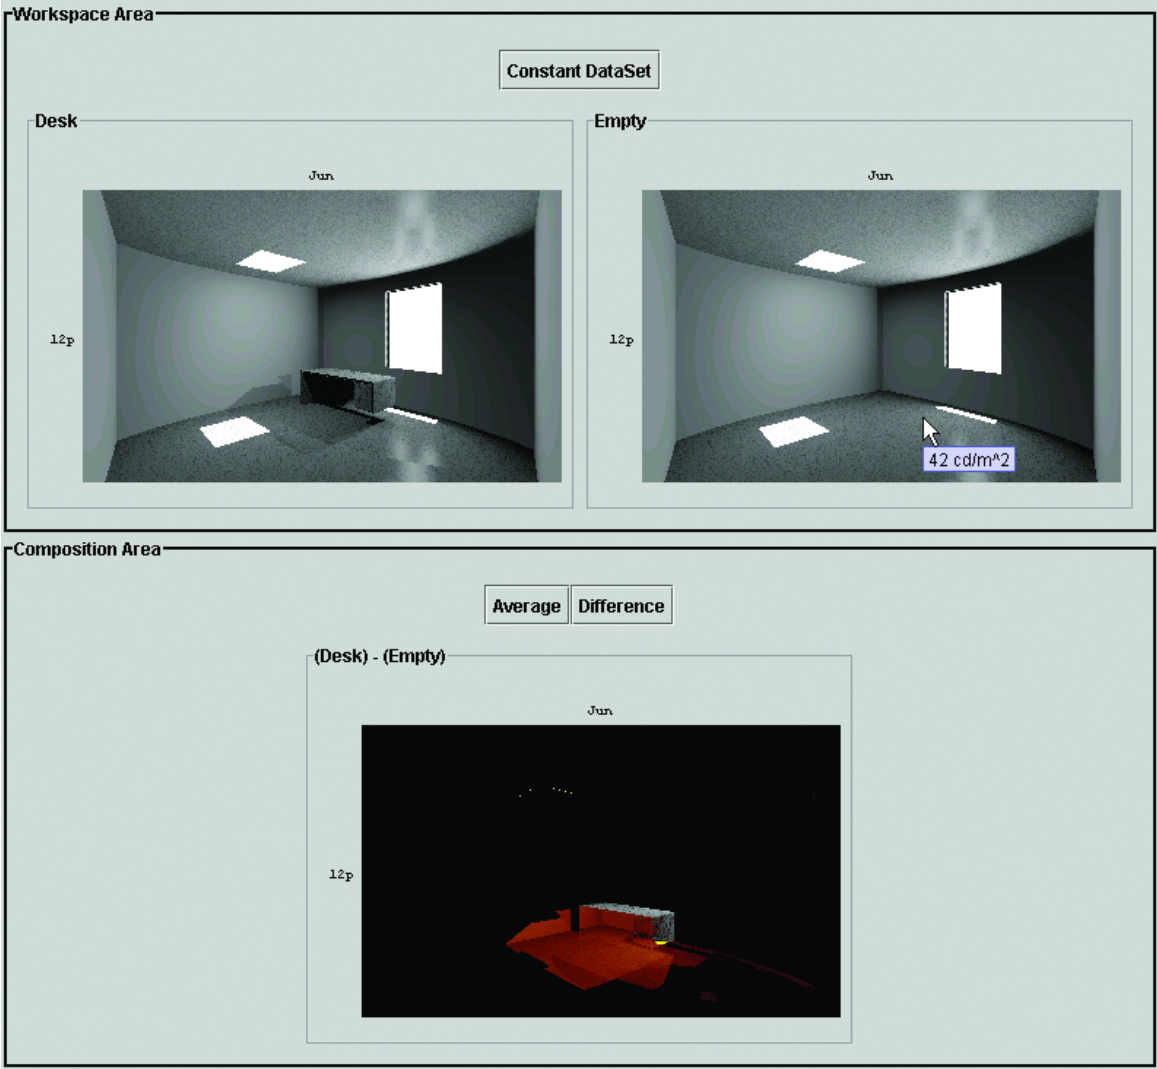 Workspace Area
Constant DataSet
Desk
Empty
Jun
Jun
12p
12p
42 cd/m^2
Composition Area
Average Difference
(Desk) - (Empty)
Jun
12p